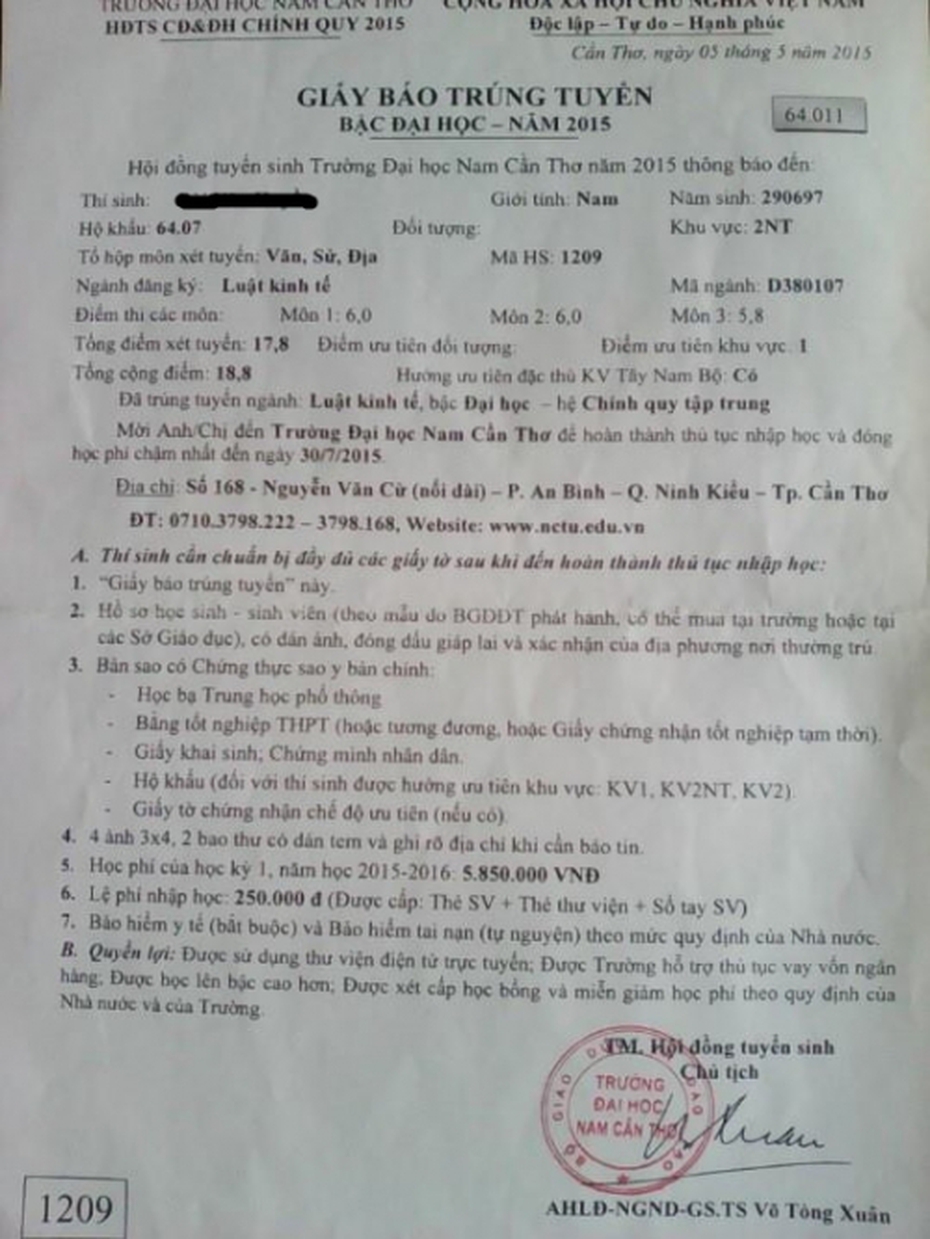 TRƯỜNG ĐẠI HỌC NAM CẦN THƠ CỘNG HÒA XÃ HỘI CHỦ NGHĨA VIỆT NAM
HĐTS CĐ&ĐH CHÍNH QUY 2015 Độc lập – Tự do – Hạnh phúc
Cần Thơ, ngày 05 tháng 5 năm 2015
GIẤY BÁO TRÚNG TUYỂN
BẬC ĐẠI HỌC – NĂM 2015
64.011
Hội đồng tuyển sinh Trường Đại học Nam Cần Thơ năm 2015 thông báo đến:
Thí sinh: Giới tính: Nam Năm sinh: 290697
Hộ khẩu: 64.07 Đối tượng: Khu vực: 2NT
Tổ hợp môn xét tuyển: Văn, Sử, Địa Mã HS: 1209
Ngành đăng ký: Luật kinh tế Mã ngành: D380107
Điểm thi các môn: Môn 1: 6,0 Môn 2: 6,0 Môn 3: 5,8
Tổng điểm xét tuyển: 17,8 Điểm ưu tiên đối tượng: Điểm ưu tiên khu vực: 1
Tổng cộng điểm: 18,8 Hưởng ưu tiên đặc thù KV Tây Nam Bộ: Có
Đã trúng tuyển ngành: Luật kinh tế, bậc Đại học – hệ Chính quy tập trung
Mời Anh/Chị đến Trường Đại học Nam Cần Thơ để hoàn thành thủ tục nhập học và đóng
học phí chậm nhất đến ngày 30/7/2015.
Địa chỉ: Số 168 - Nguyễn Văn Cừ (nối dài) – P. An Bình – Q. Ninh Kiều – Tp. Cần Thơ
ĐT: 0710.3798.222 – 3798.168, Website: www.nctu.edu.vn
A. Thí sinh cần chuẩn bị đầy đủ các giấy tờ sau khi đến hoàn thành thủ tục nhập học:
1. "Giấy báo trúng tuyển" này.
2. Hồ sơ học sinh - sinh viên (theo mẫu do BGDĐT phát hành, có thể mua tại trường hoặc tại
các Sở Giáo dục), có dán ảnh, đóng dấu giáp lai và xác nhận của địa phương nơi thường trú.
3. Bản sao có Chứng thực sao y bản chính:
- Học bạ Trung học phổ thông
- Bằng tốt nghiệp THPT (hoặc tương đương, hoặc Giấy chứng nhận tốt nghiệp tạm thời).
- Giấy khai sinh; Chứng minh nhân dân.
- Hộ khẩu (đối với thí sinh được hưởng ưu tiên khu vực: KV1, KV2NT, KV2).
- Giấy tờ chứng nhận chế độ ưu tiên (nếu có).
4. 4 ảnh 3x4, 2 bao thư có dán tem và ghi rõ địa chỉ khi cần báo tin.
5. Học phí của học kỳ 1, năm học 2015-2016: 5.850.000 VNĐ
6. Lệ phí nhập học: 250.000 đ (Được cấp: Thẻ SV + Thẻ thư viện + Sổ tay SV)
7. Bảo hiểm y tế (bắt buộc) và Bảo hiểm tai nạn (tự nguyện) theo mức quy định của Nhà nước.
B. Quyền lợi: Được sử dụng thư viện điện tử trực tuyến; Được Trường hỗ trợ thủ tục vay vốn ngân
hàng; Được học lên bậc cao hơn; Được xét cấp học bổng và miễn giảm học phí theo quy định của
Nhà nước và của Trường.
TM. Hội đồng tuyển sinh
Chủ tịch
BỘ GIÁO DỤC VÀ ĐÀO TẠO
TRƯỜNG
ĐẠI HỌC
NAM CẦN THƠ
AHLĐ-NGND-GS.TS Võ Tòng Xuân
1209